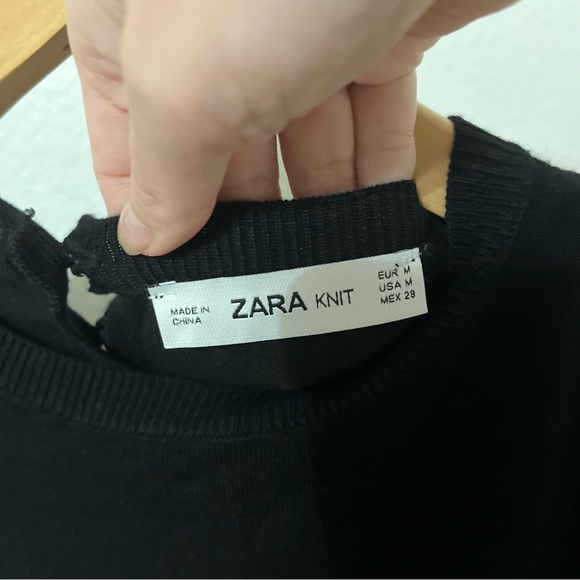 MADE IN
CHINA
ZARA KNIT
EUR M
USA M
MEX 28